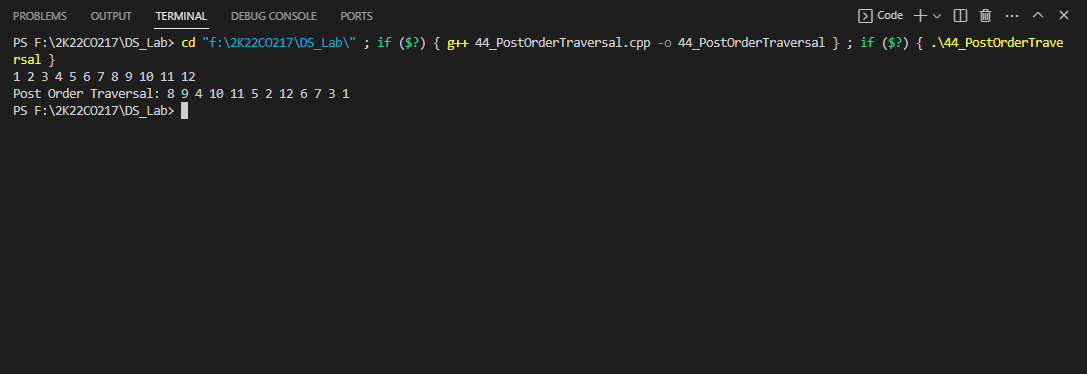 PROBLEMS OUTPUT TERMINAL DEBUG CONSOLE PORTS Code
PS F:\2K22CO217\DS_Lab> cd "f:\2K22CO217\DS_Lab\" ; if ($?) { g++ 44_PostOrderTraversal.cpp -o 44_PostOrderTraversal } ; if ($?) { .\44_PostOrderTrave
rsal }
1 2 3 4 5 6 7 8 9 10 11 12
Post Order Traversal: 8 9 4 10 11 5 2 12 6 7 3 1
PS F:\2K22CO217\DS_Lab>